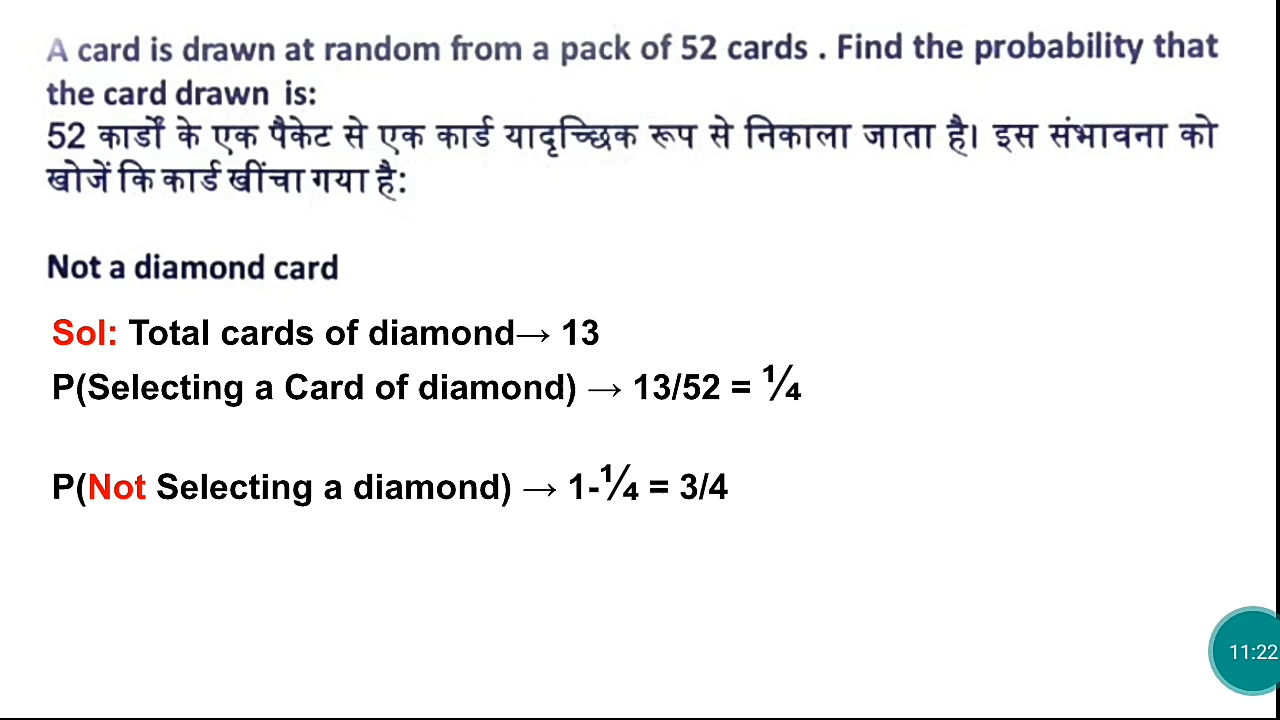 A card is drawn at random from a pack of 52 cards . Find the probability that
the card drawn is:
52 कार्डों के एक पैकेट से एक कार्ड यादृच्छिक रूप से निकाला जाता है। इस संभावना को
खोजें कि कार्ड खींचा गया है:
Not a diamond card
Sol: Total cards of diamond→ 13
P(Selecting a Card of diamond) → 13/52 = ¼
P(Not Selecting a diamond) → 1-¼ = 3/4
11:22